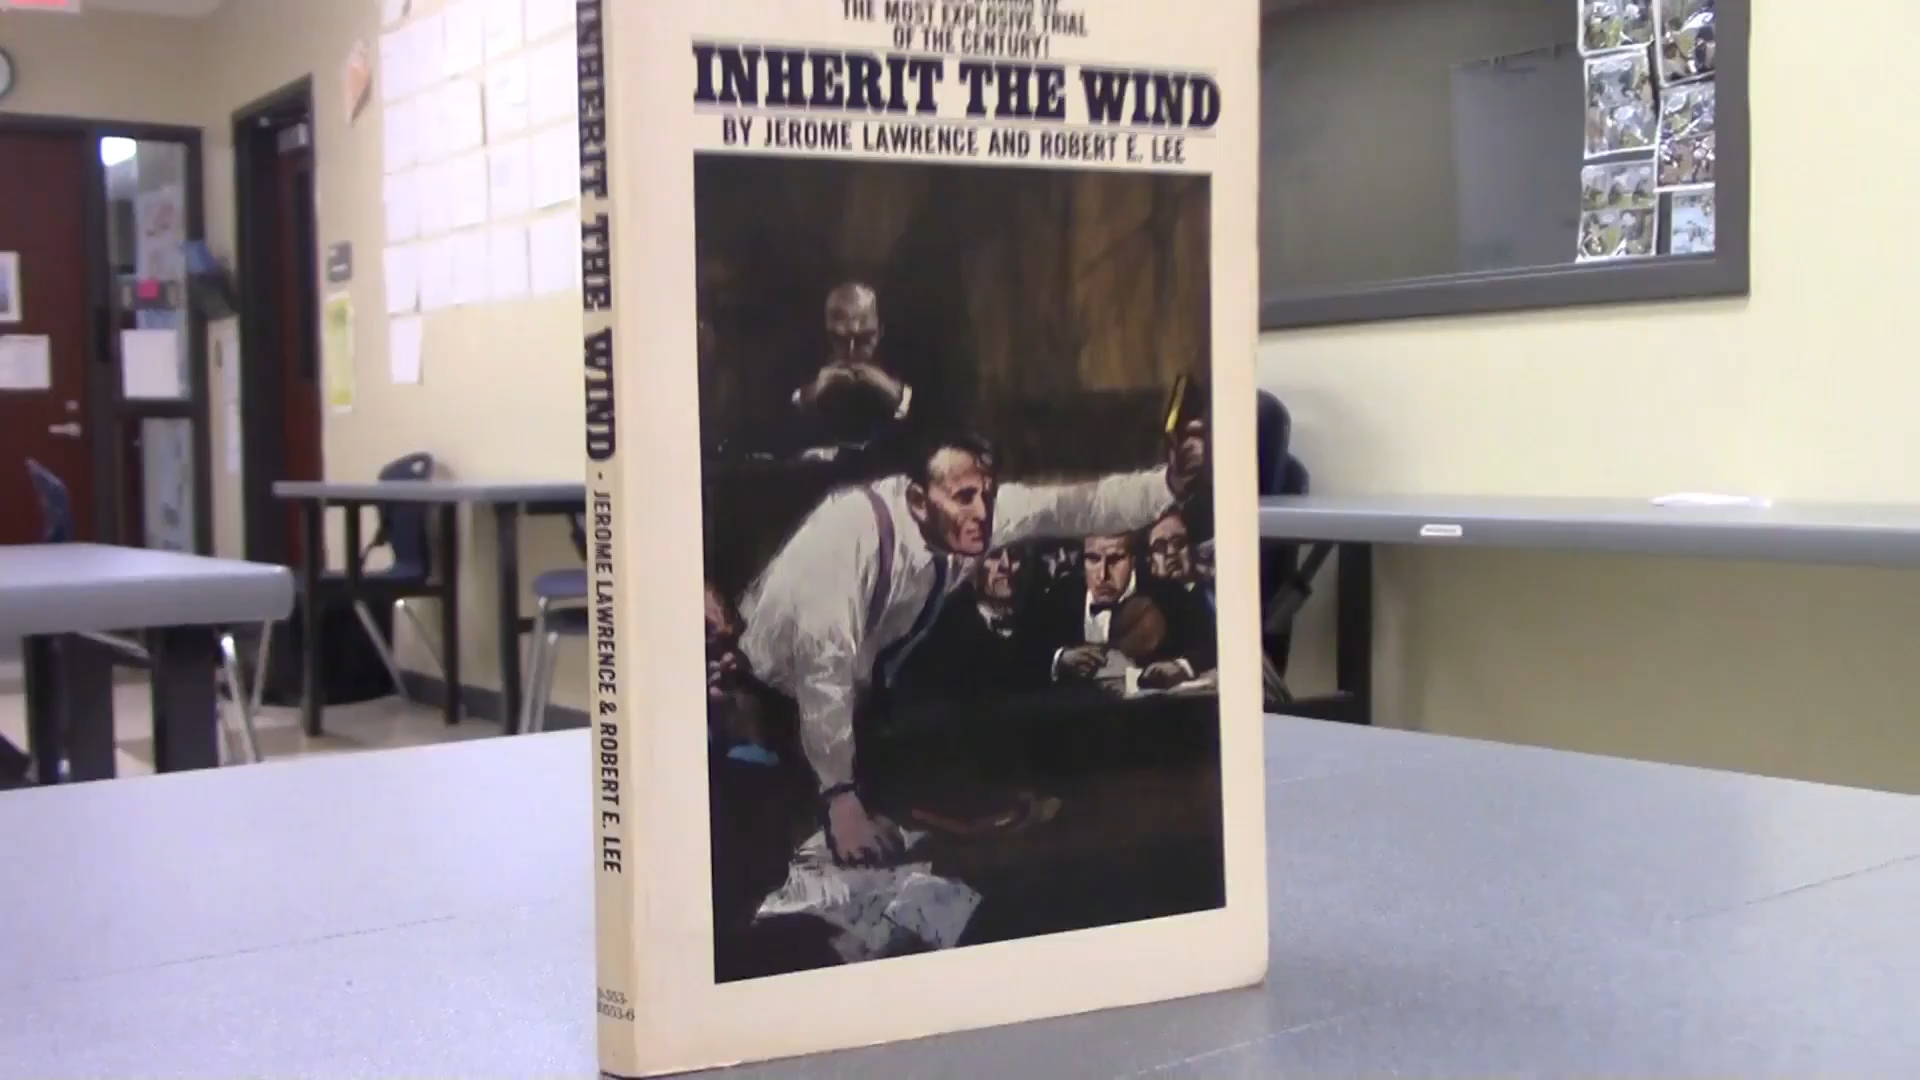 THE MOST EXPLOSIVE TRIAL
OF THE CENTURY!
INHERIT THE WIND
BY JEROME LAWRENCE AND ROBERT E. LEE
INHERIT THE WIND · JEROME LAWRENCE & ROBERT E. LEE